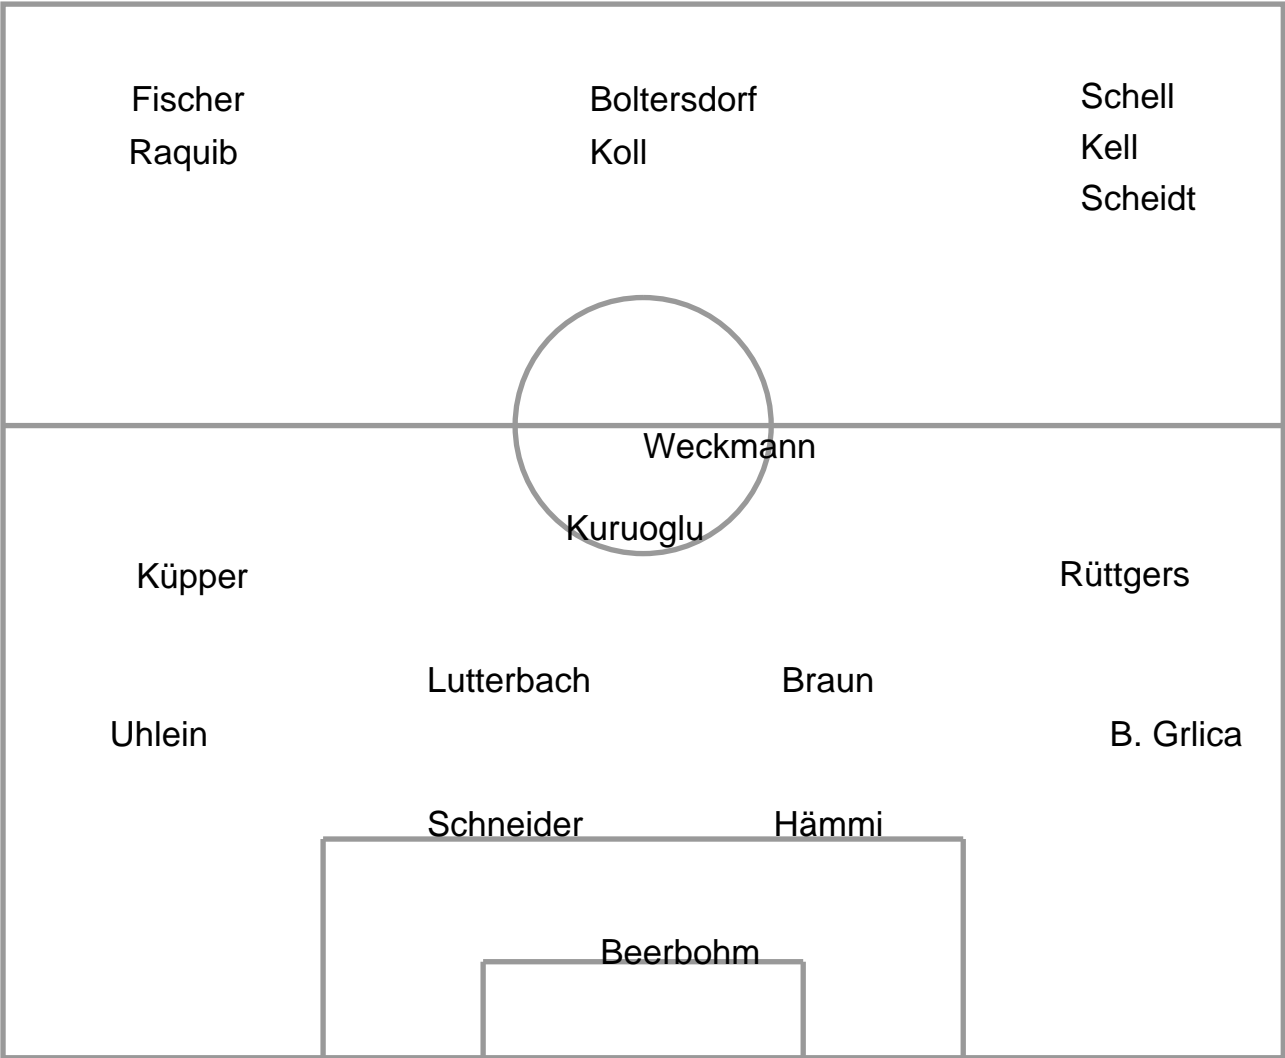 Fischer
Boltersdorf
Schell
Raquib
Koll
Kell
Scheidt
Weckmann
Kuruoglu
Küpper
Rüttgers
Lutterbach
Braun
Uhlein
B. Grlica
Schneider
Hämmi
Beerbohm